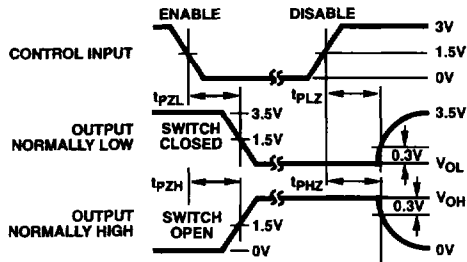 ENABLE
DISABLE
CONTROL INPUT
3V
1.5V
0V
tPZL
tPLZ
OUTPUT
NORMALLY LOW
SWITCH
CLOSED
3.5V
1.5V
3.5V
0.3V
VOL
tPZH
tPHZ
OUTPUT
NORMALLY HIGH
SWITCH
OPEN
1.5V
0V
VOH
0.3V
0V